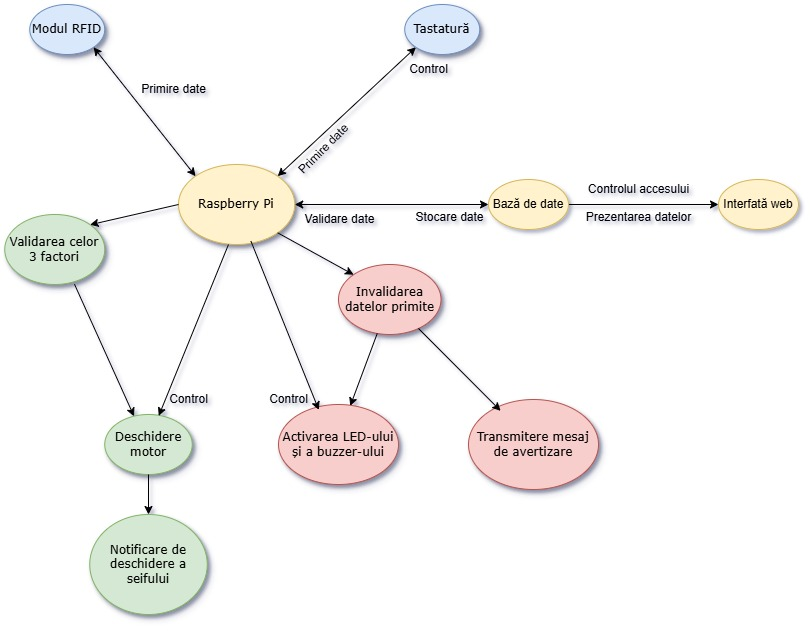 Modul RFID
Tastatură
Primire date
Control
Primire date
Raspberry Pi
Validare date
Stocare date
Bază de date
Controlul accesului
Prezentarea datelor
Interfată web
Validarea celor
3 factori
Invalidarea
datelor primite
Control
Control
Deschidere
motor
Activarea LED-ului
și a buzzer-ului
Transmitere mesaj
de avertizare
Notificare de
deschidere a
seifului